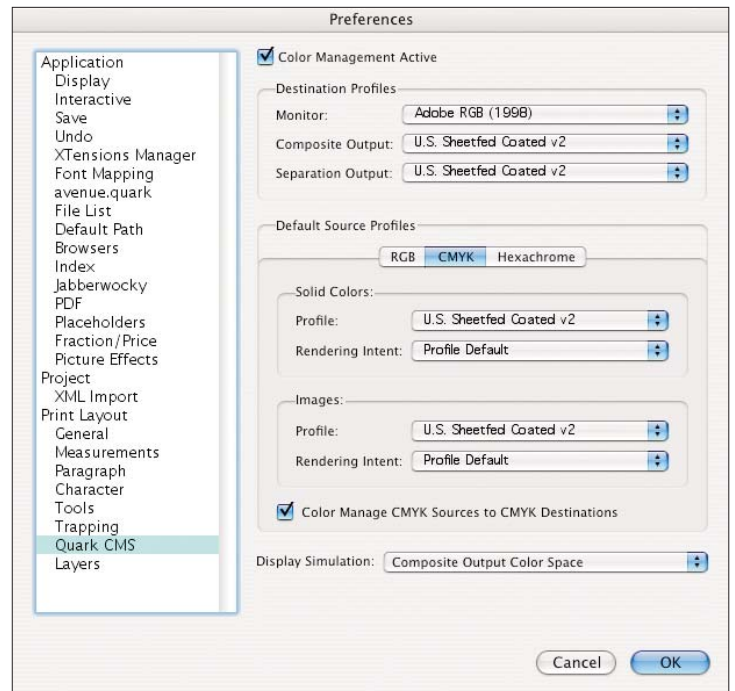 Preferences
Application
Display
Interactive
Save
Undo
XTensions Manager
Font Mapping
avenue.quark
File List
Default Path
Browsers
Index
Jabberwocky
PDF
Placeholders
Fraction/Price
Picture Effects
Project
XML Import
Print Layout
General
Measurements
Paragraph
Character
Tools
Trapping
Quark CMS
Layers
Color Management Active
Destination Profiles
Monitor: Adobe RGB (1998)
Composite Output: U.S. Sheetfed Coated v2
Separation Output: U.S. Sheetfed Coated v2
Default Source Profiles
RGB CMYK Hexachrome
Solid Colors:
Profile: U.S. Sheetfed Coated v2
Rendering Intent: Profile Default
Images:
Profile: U.S. Sheetfed Coated v2
Rendering Intent: Profile Default
Color Manage CMYK Sources to CMYK Destinations
Display Simulation: Composite Output Color Space
Cancel OK